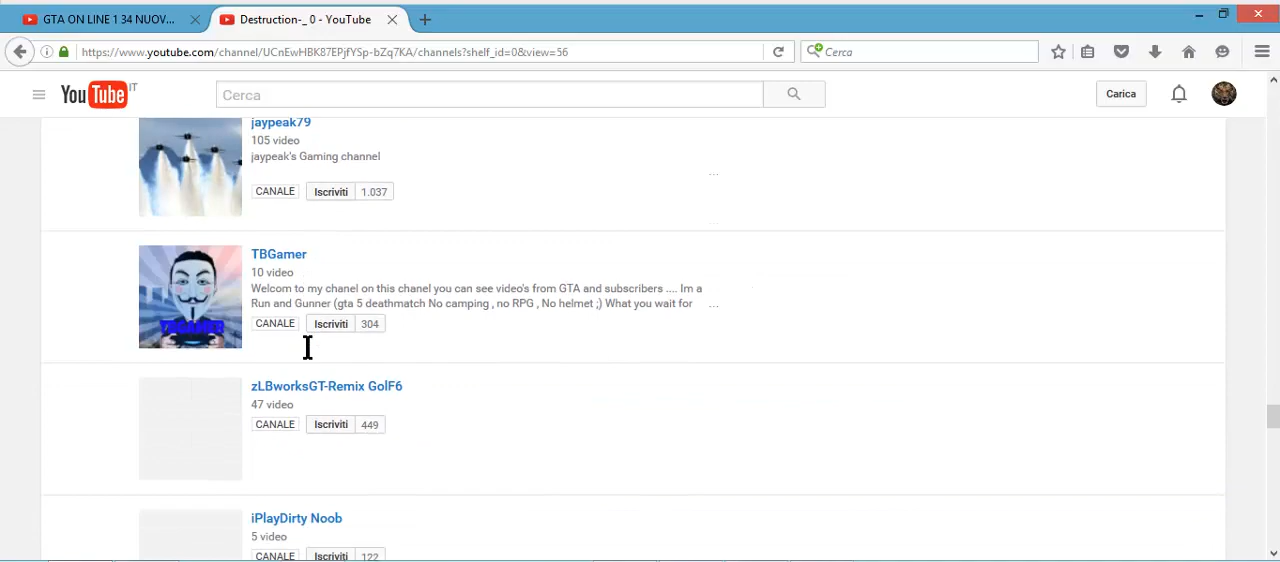 GTA ON LINE 1 34 NUOV...
Destruction-_ 0 - YouTube
https://www.youtube.com/channel/UCnEwHBK87EPjfYSp-bZq7KA/channels?shelf_id=0&view=56
Cerca
YouTube IT
Cerca
Carica
jaypeak79
105 video
jaypeak's Gaming channel
...
CANALE Iscriviti 1.037
...
TBGamer
10 video
Welcom to my chanel on this chanel you can see video's from GTA and subscribers .... Im a
Run and Gunner (gta 5 deathmatch No camping , no RPG , No helmet ;) What you wait for ...
TBGAMER
CANALE Iscriviti 304
zLBworksGT-Remix GolF6
47 video
CANALE Iscriviti 449
iPlayDirty Noob
5 video
CANALE Iscriviti 122